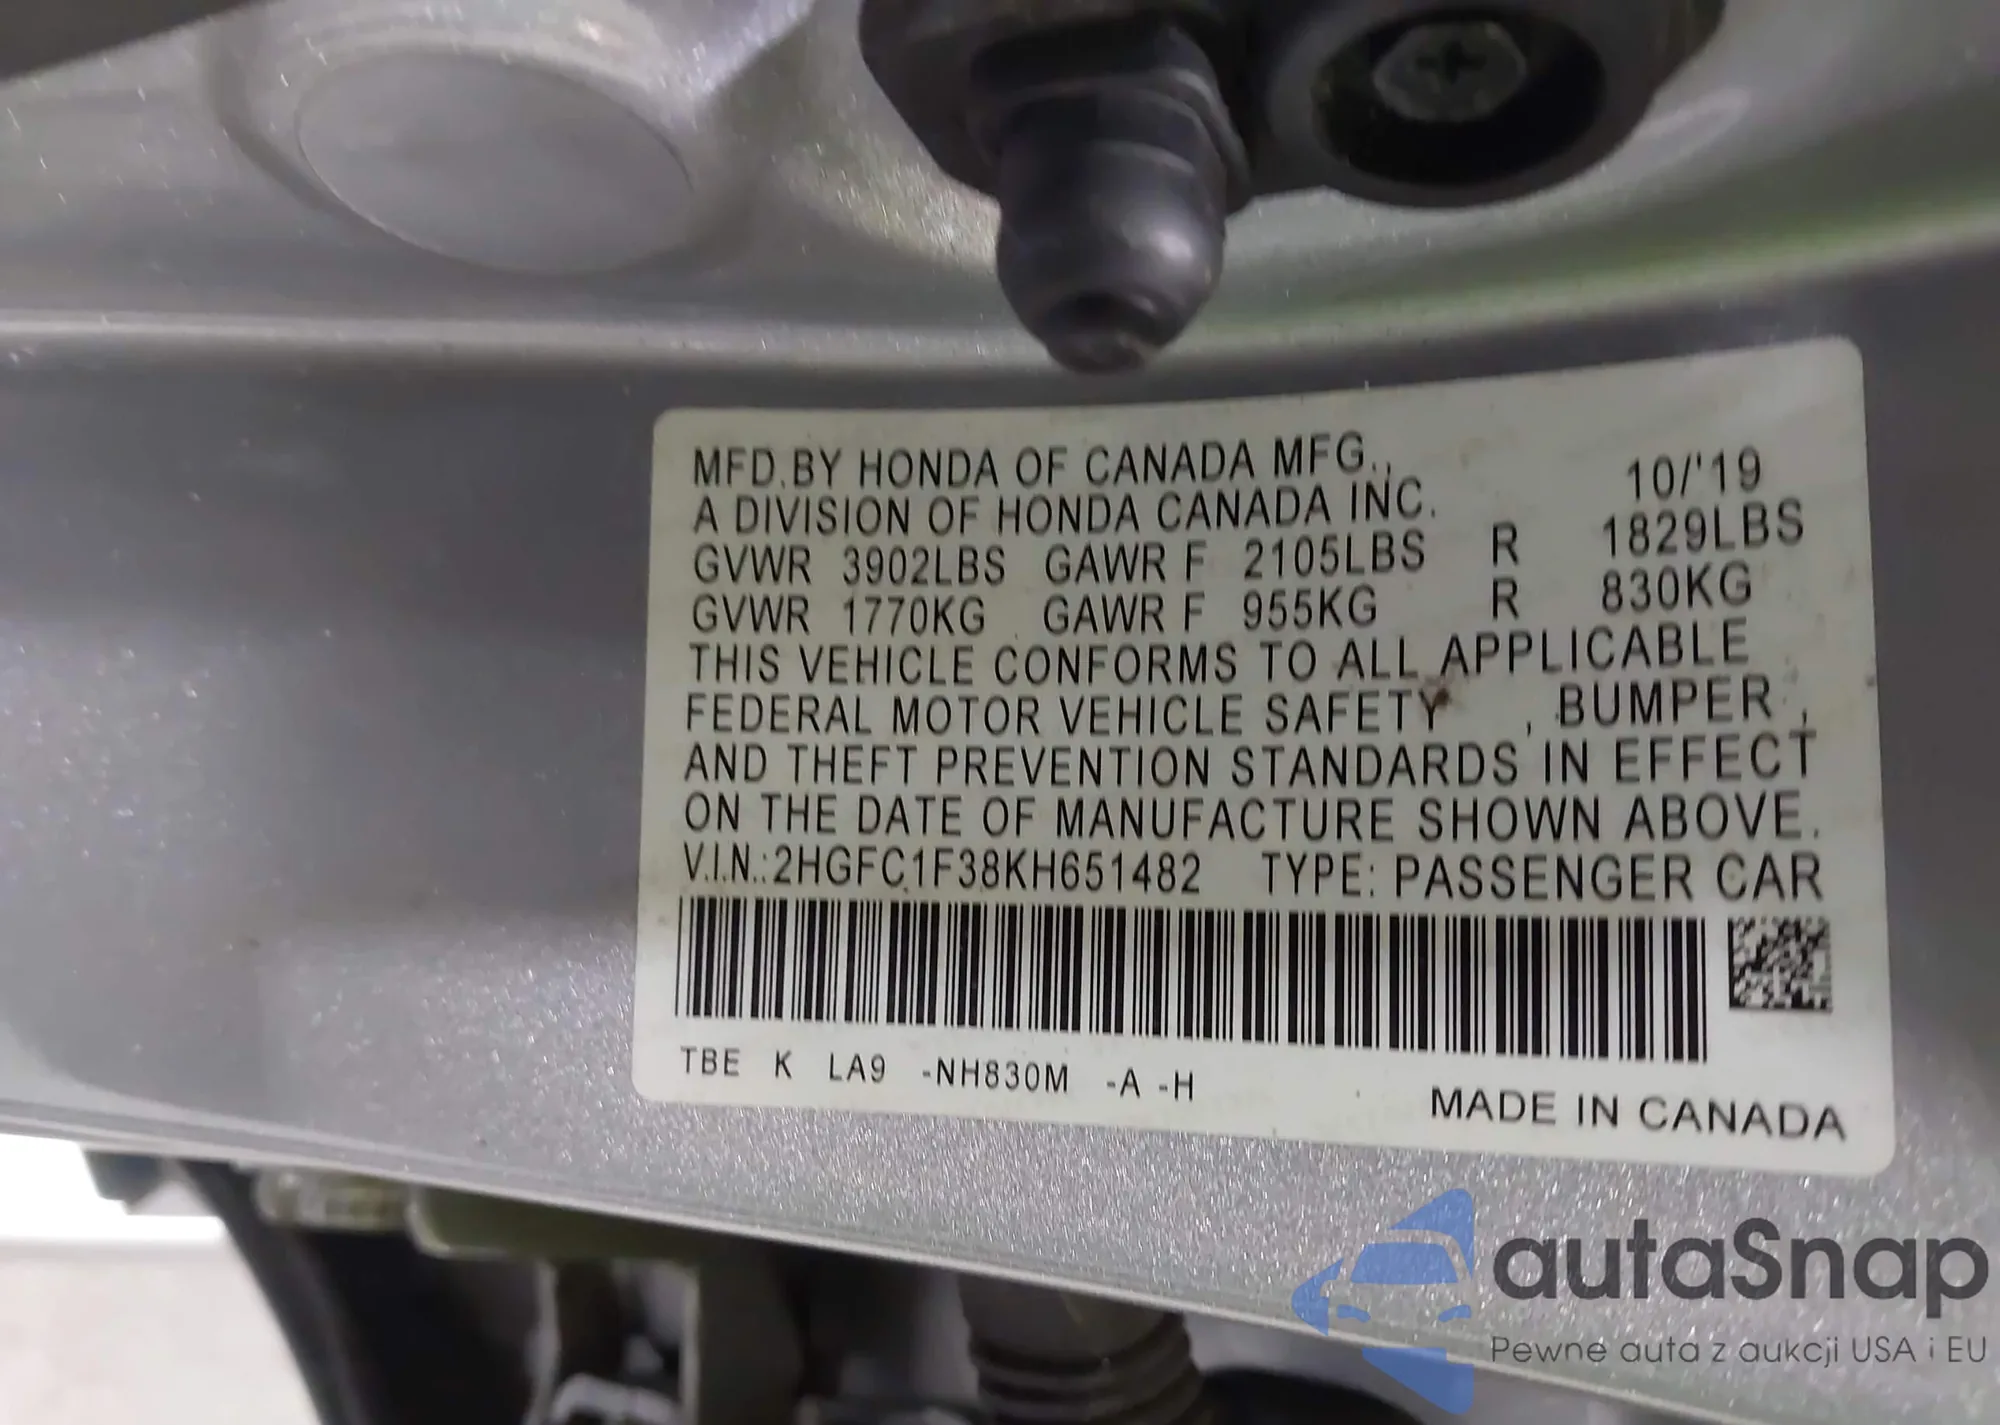 MFD.BY HONDA OF CANADA MFG., 10/'19
A DIVISION OF HONDA CANADA INC.
GVWR 3902LBS GAWR F 2105LBS R 1829LBS
GVWR 1770KG GAWR F 955KG R 830KG
THIS VEHICLE CONFORMS TO ALL APPLICABLE
FEDERAL MOTOR VEHICLE SAFETY , BUMPER ,
AND THEFT PREVENTION STANDARDS IN EFFECT
ON THE DATE OF MANUFACTURE SHOWN ABOVE.
V.I.N.:2HGFC1F38KH651482 TYPE: PASSENGER CAR
TBE K LA9 -NH830M -A -H
MADE IN CANADA
autaSnap
Pewne auta z aukcji USA i EU